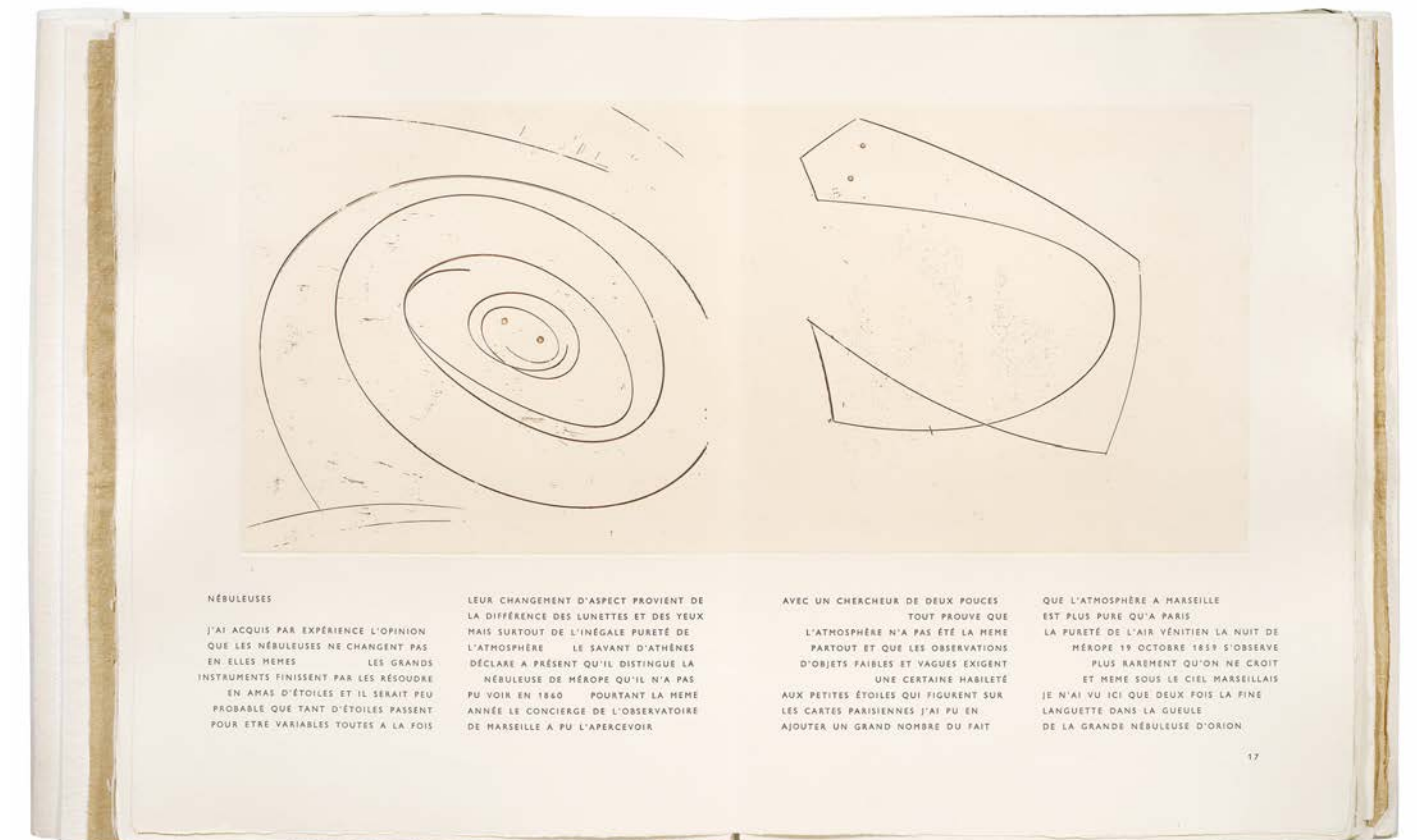 NÉBULEUSES
J'AI ACQUIS PAR EXPÉRIENCE L'OPINION
QUE LES NÉBULEUSES NE CHANGENT PAS
EN ELLES MEMES LES GRANDS
INSTRUMENTS FINISSENT PAR LES RÉSOUDRE
EN AMAS D'ÉTOILES ET IL SERAIT PEU
PROBABLE QUE TANT D'ÉTOILES PASSENT
POUR ETRE VARIABLES TOUTES A LA FOIS
LEUR CHANGEMENT D'ASPECT PROVIENT DE
LA DIFFÉRENCE DES LUNETTES ET DES YEUX
MAIS SURTOUT DE L'INÉGALE PURETÉ DE
L'ATMOSPHÈRE LE SAVANT D'ATHÈNES
DÉCLARE A PRÉSENT QU'IL DISTINGUE LA
NÉBULEUSE DE MÉROPE QU'IL N'A PAS
PU VOIR EN 1860 POURTANT LA MEME
ANNÉE LE CONCIERGE DE L'OBSERVATOIRE
DE MARSEILLE A PU L'APERCEVOIR
AVEC UN CHERCHEUR DE DEUX POUCES
TOUT PROUVE QUE
L'ATMOSPHÈRE N'A PAS ÉTÉ LA MEME
PARTOUT ET QUE LES OBSERVATIONS
D'OBJETS FAIBLES ET VAGUES EXIGENT
UNE CERTAINE HABILETÉ
AUX PETITES ÉTOILES QUI FIGURENT SUR
LES CARTES PARISIENNES J'AI PU EN
AJOUTER UN GRAND NOMBRE DU FAIT
QUE L'ATMOSPHÈRE A MARSEILLE
EST PLUS PURE QU'A PARIS
LA PURETÉ DE L'AIR VÉNITIEN LA NUIT DE
MÉROPE 19 OCTOBRE 1859 S'OBSERVE
PLUS RAREMENT QU'ON NE CROIT
ET MEME SOUS LE CIEL MARSEILLAIS
JE N'AI VU ICI QUE DEUX FOIS LA FINE
LANGUETTE DANS LA GUEULE
DE LA GRANDE NÉBULEUSE D'ORION
17